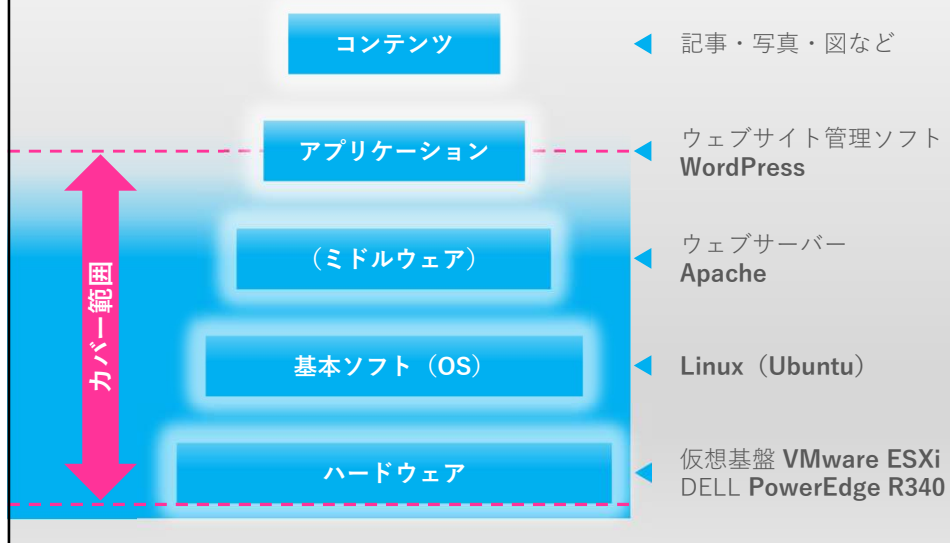 コンテンツ
記事・写真・図など
アプリケーション
ウェブサイト管理ソフト
WordPress
（ミドルウェア）
ウェブサーバー
Apache
カバー範囲
基本ソフト（OS）
Linux（Ubuntu）
ハードウェア
仮想基盤 VMware ESXi
DELL PowerEdge R340